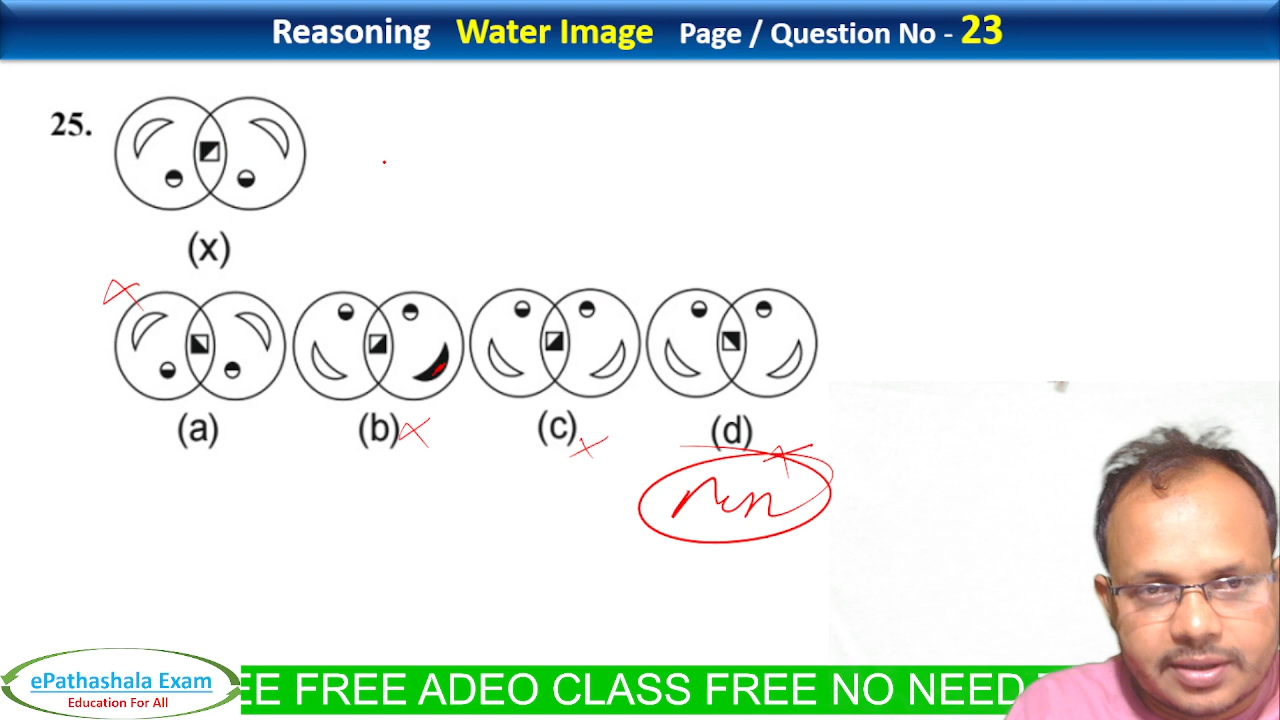 Reasoning Water Image Page / Question No - 23
25.
(x)
(a) (b) (c) (d)
ePathashala Exam
Education For All
EE FREE ADEO CLASS FREE NO NEED